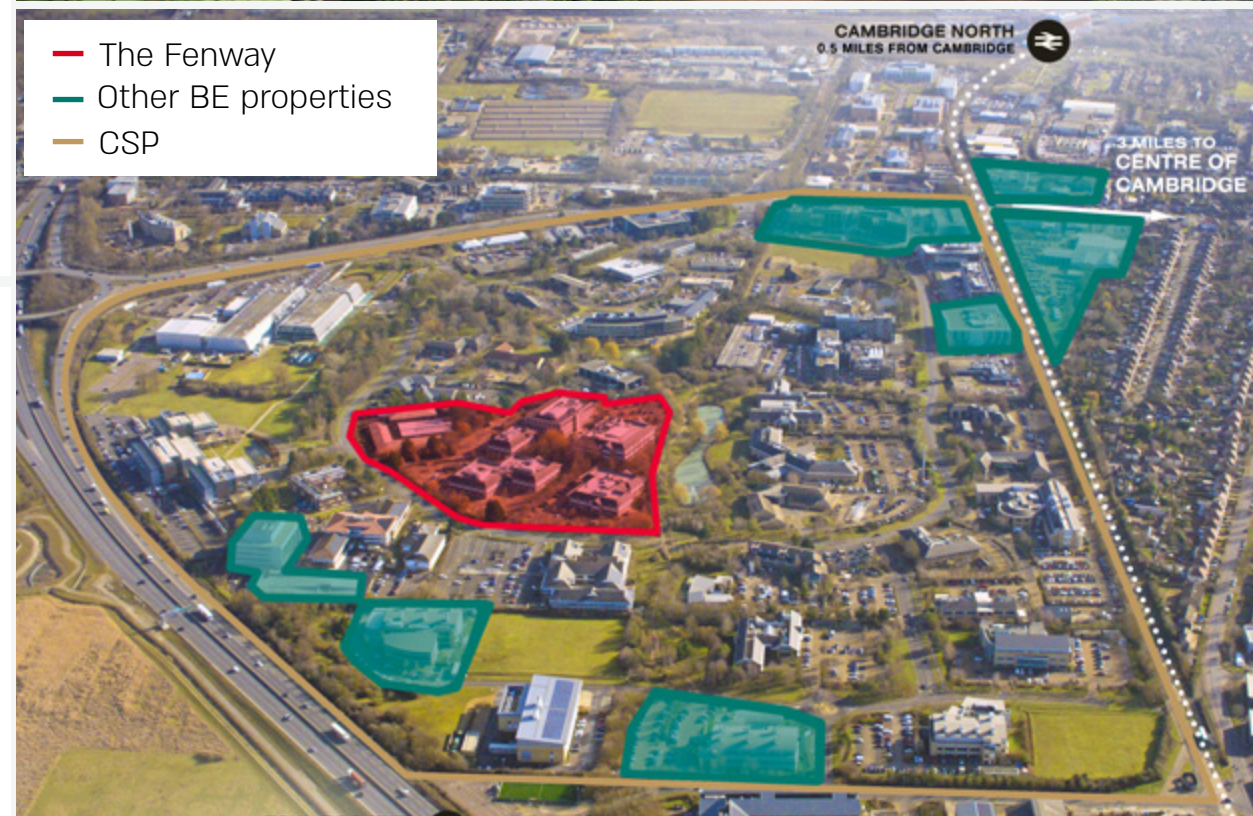 The Fenway
Other BE properties
CSP
CAMBRIDGE NORTH
0.5 MILES FROM CAMBRIDGE
3 MILES TO
CENTRE OF
CAMBRIDGE